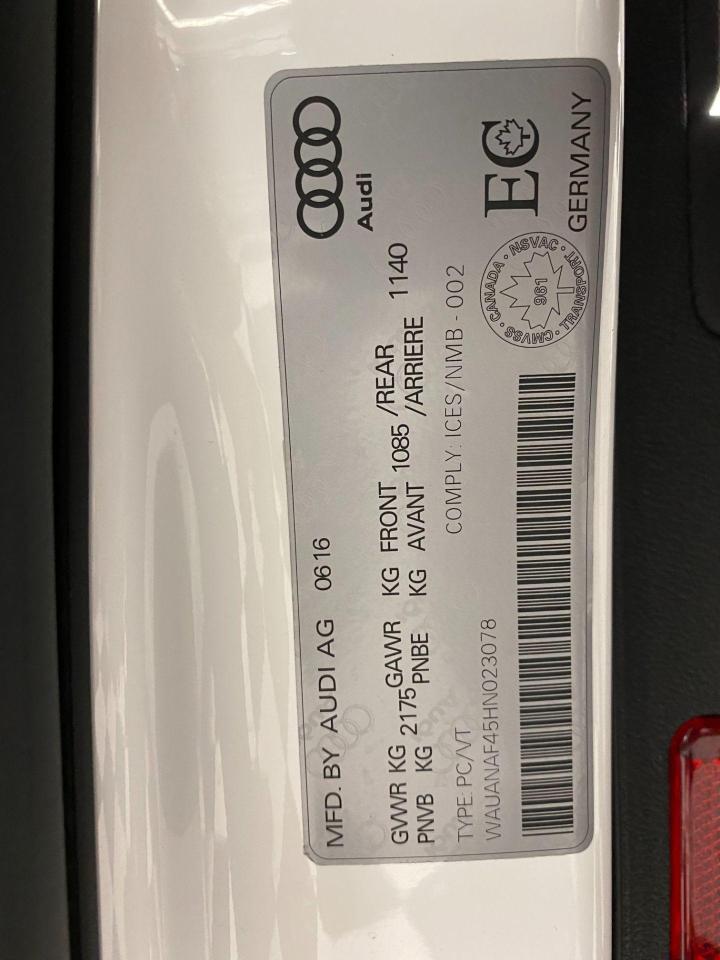 Audi
MFD. BY AUDI AG 0616
GVWR KG 2175 GAWR KG FRONT 1085 /REAR 1140
PNVB KG PNBE KG AVANT /ARRIERE
COMPLY: ICES/NMB - 002
TYPE: PC/VT
WAUANAF45HN023078
CANADA · NSVAC · TRANSPORT · CMVSS ·
961
EC
GERMANY